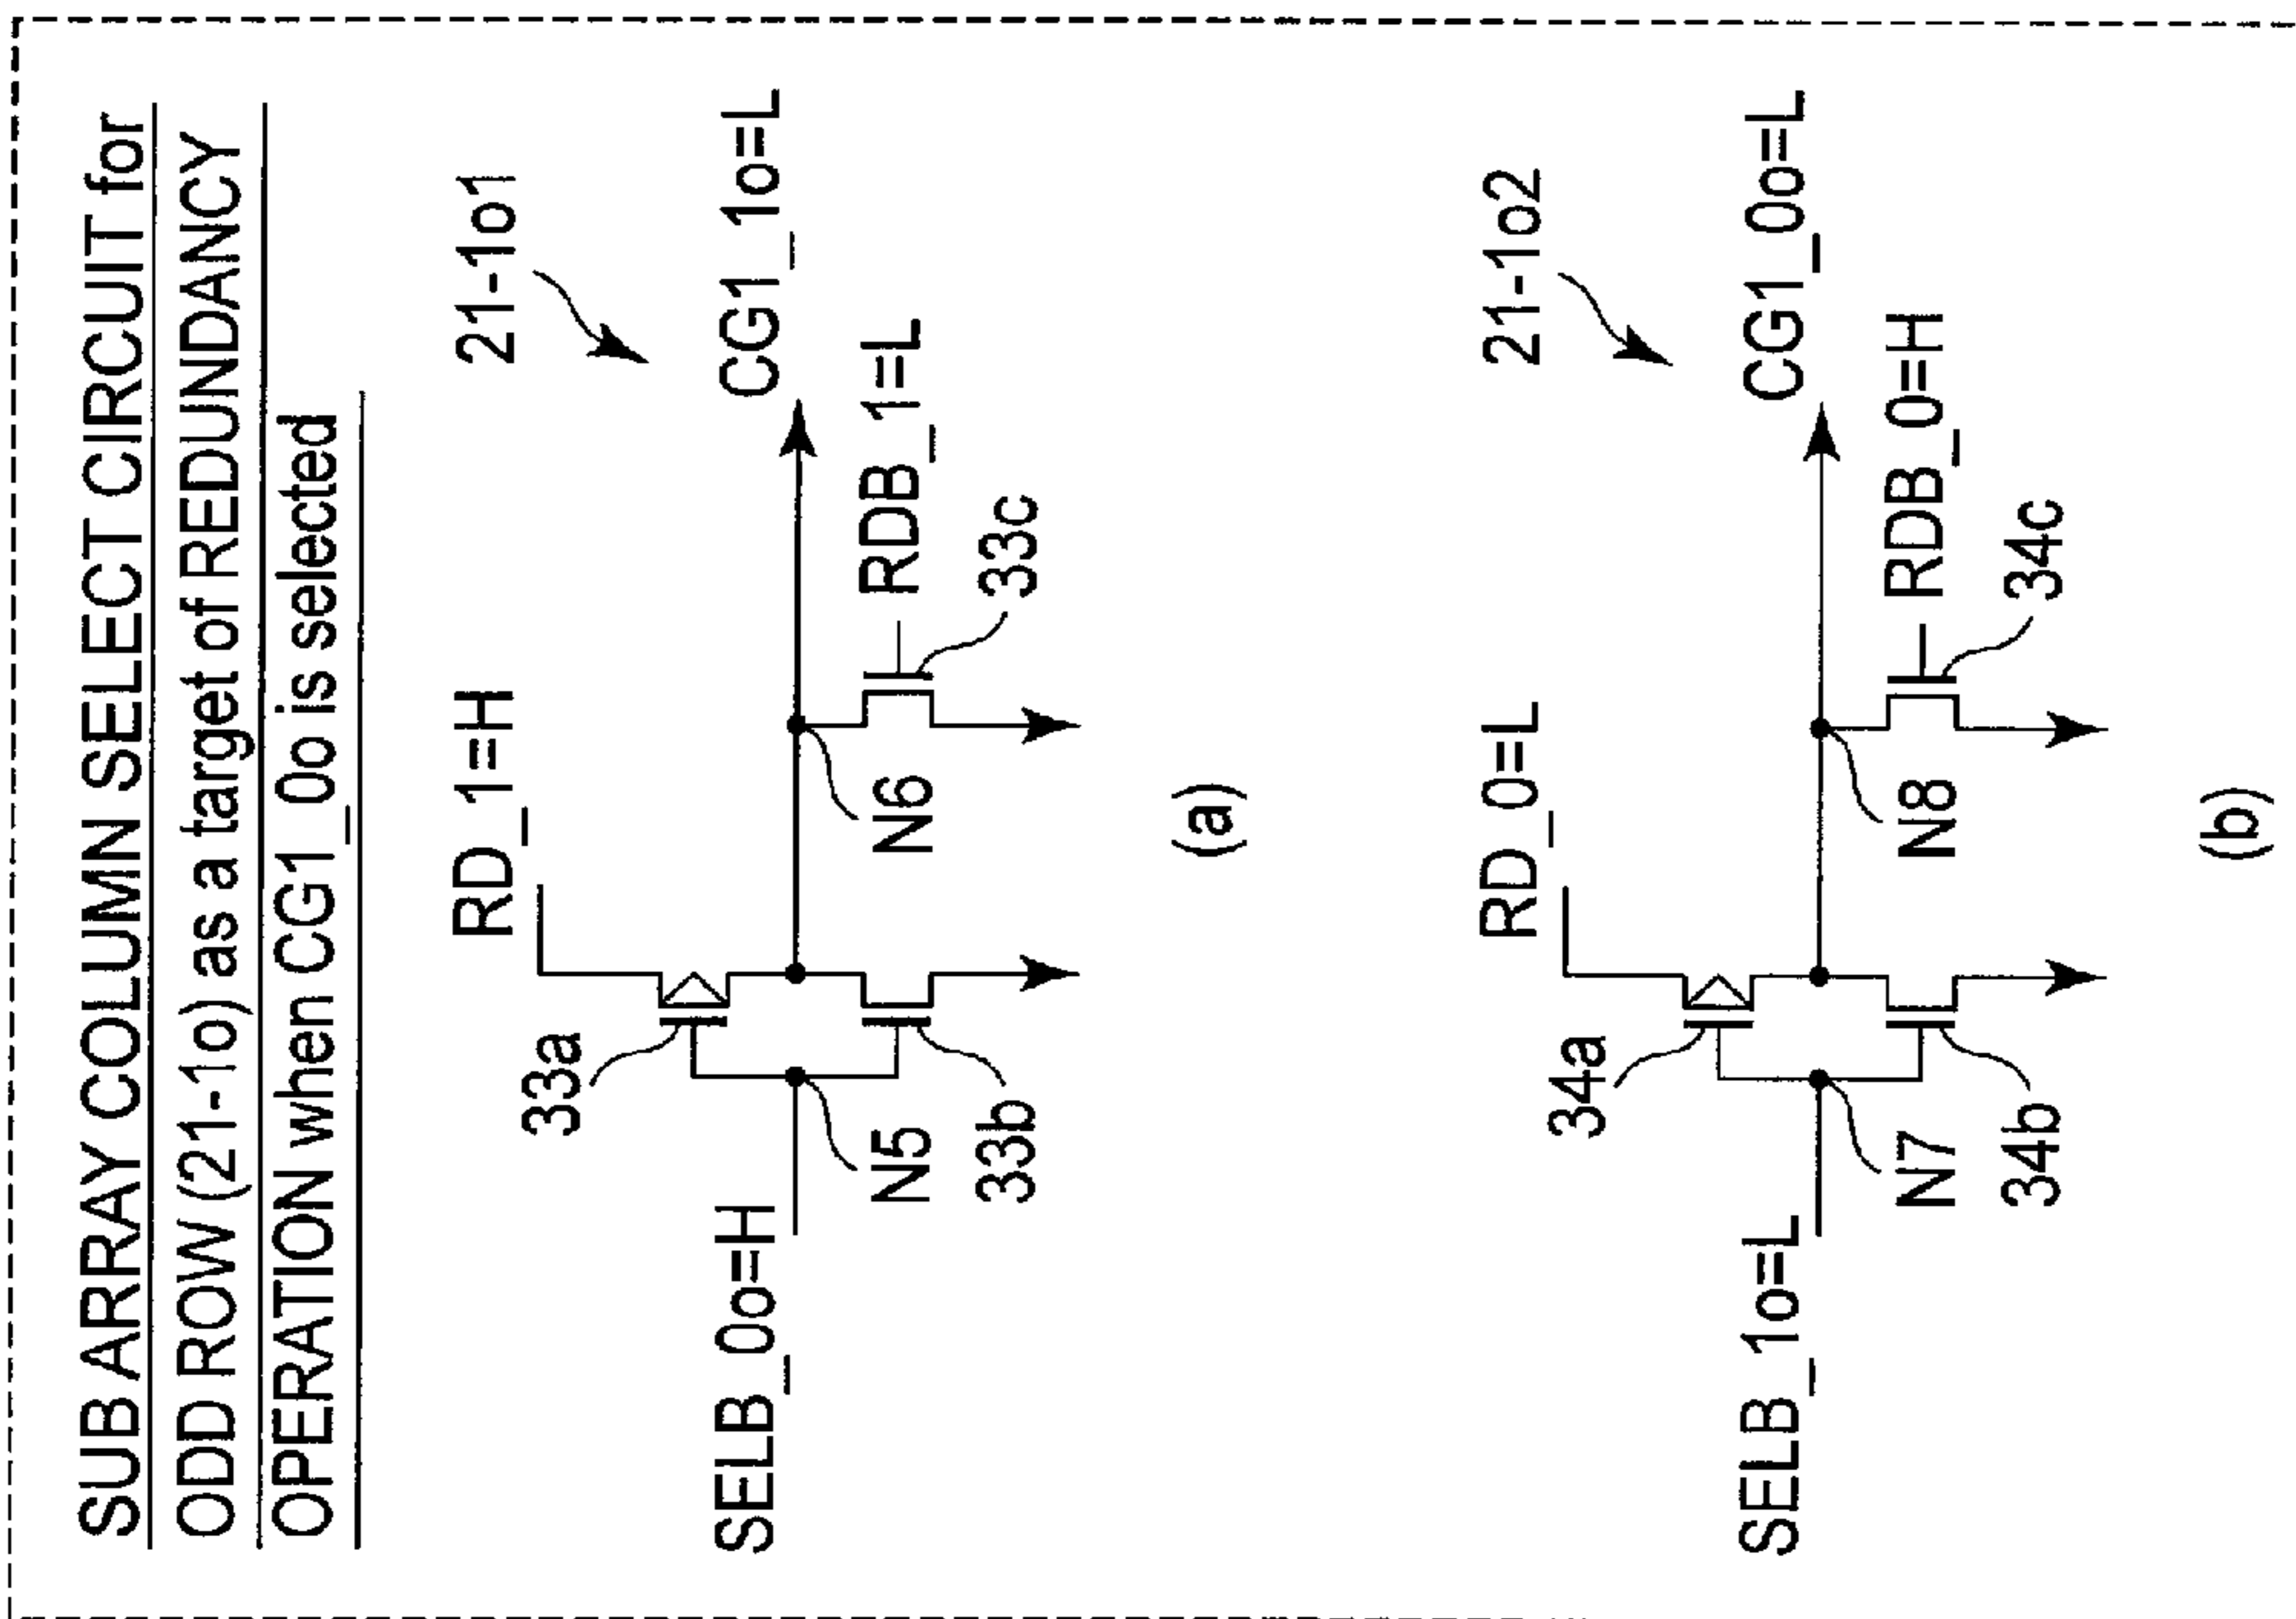 SUB ARRAY COLUMN SELECT CIRCUIT for
ODD ROW (21-1o) as a target of REDUNDANCY
OPERATION when CG1_0o is selected
21-1o1
RD_1=H
33a
SELB_0o=H
CG1_1o=L
N5
N6
RDB_1=L
33b
33c
(a)
21-1o2
RD_0=L
34a
SELB_1o=L
CG1_0o=L
N7
N8
RDB_0=H
34b
34c
(b)